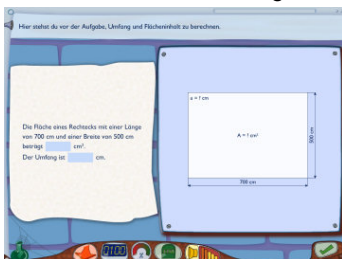 Hier stehst du vor der Aufgabe, Umfang und Flächeninhalt zu berechnen.
Die Fläche eines Rechtecks mit einer Länge
von 700 cm und einer Breite von 500 cm
beträgt cm².
Der Umfang ist cm.
e = 1 cm
A = 1 cm²
500 cm
700 cm